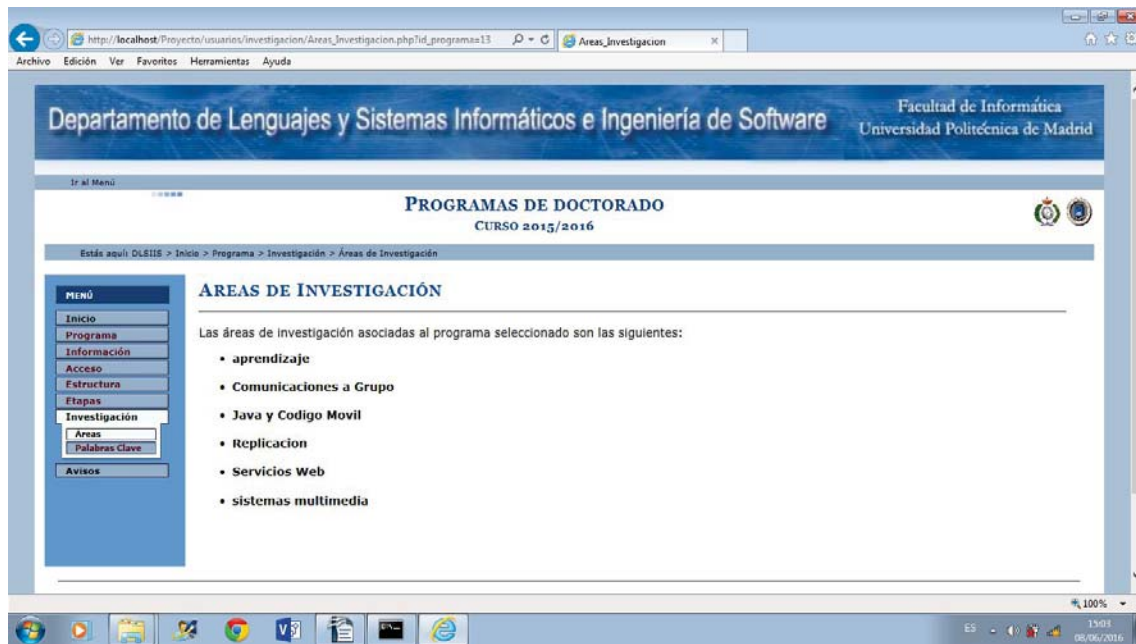 http://localhost/Proyecto/usuarios/investigacion/Areas_Investigacion.php?id_programa=13
Areas_Investigacion
Archivo Edición Ver Favoritos Herramientas Ayuda
Departamento de Lenguajes y Sistemas Informáticos e Ingeniería de Software
Facultad de Informática
Universidad Politécnica de Madrid
Ir al Menú
PROGRAMAS DE DOCTORADO
CURSO 2015/2016
Estás aquí: DLSIIS > Inicio > Programa > Investigación > Áreas de Investigación
MENÚ
Inicio
Programa
Información
Acceso
Estructura
Etapas
Investigación
Areas
Palabras Clave
Avisos
AREAS DE INVESTIGACIÓN
Las áreas de investigación asociadas al programa seleccionado son las siguientes:
• aprendizaje
• Comunicaciones a Grupo
• Java y Codigo Movil
• Replicacion
• Servicios Web
• sistemas multimedia
100%
ES
15:03
08/06/2016